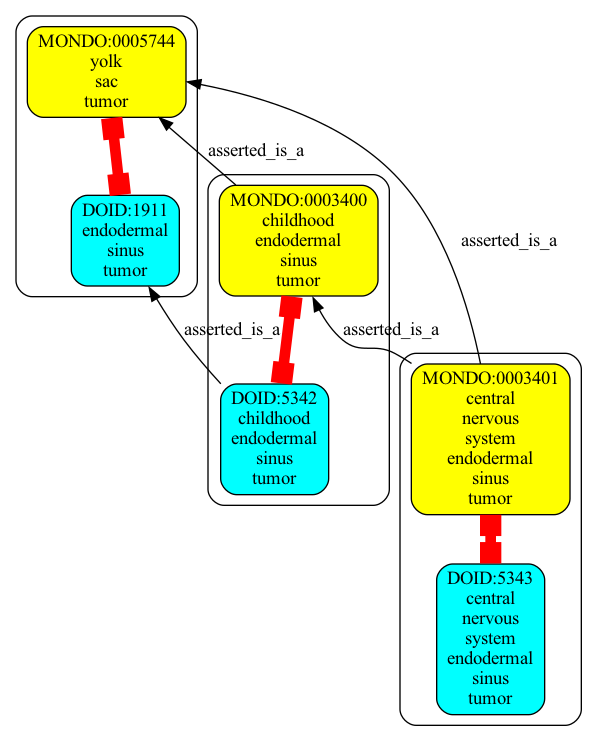 MONDO:0005744
yolk
sac
tumor
asserted_is_a
DOID:1911
endodermal
sinus
tumor
MONDO:0003400
childhood
endodermal
sinus
tumor
asserted_is_a
asserted_is_a
asserted_is_a
DOID:5342
childhood
endodermal
sinus
tumor
MONDO:0003401
central
nervous
system
endodermal
sinus
tumor
DOID:5343
central
nervous
system
endodermal
sinus
tumor